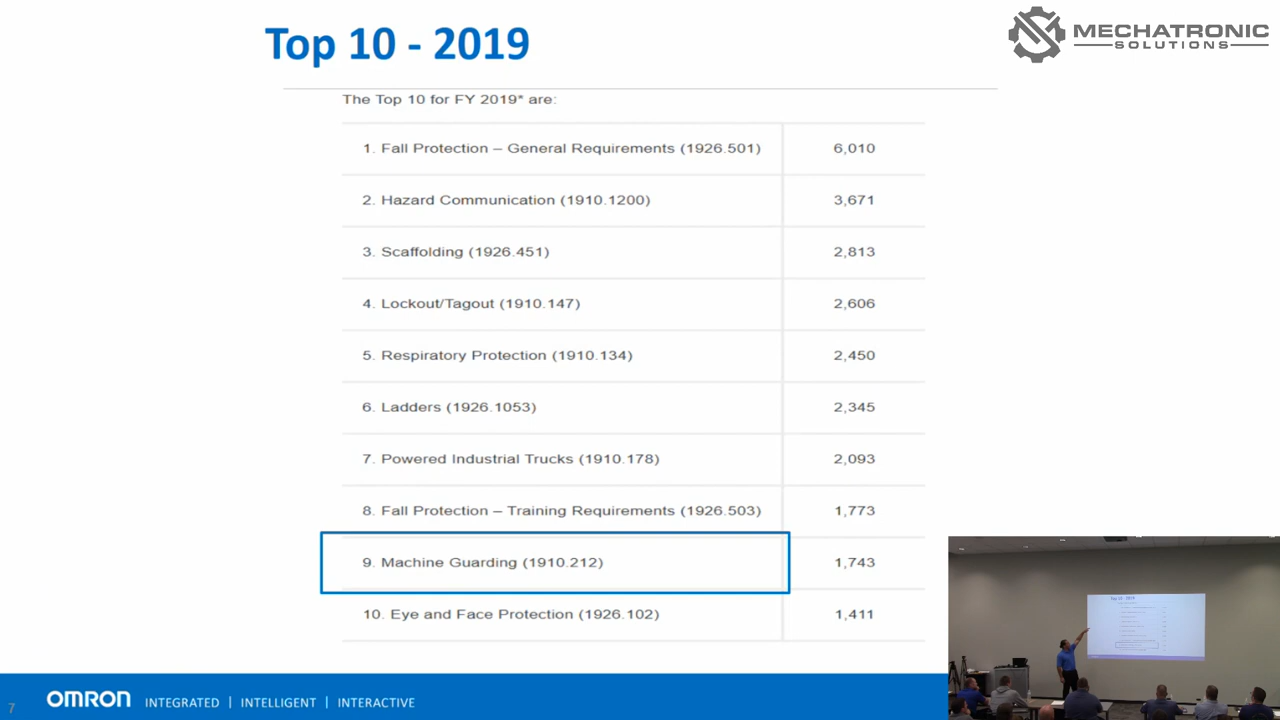 Top 10 - 2019
MECHATRONIC
SOLUTIONS
The Top 10 for FY 2019* are:
1. Fall Protection – General Requirements (1926.501) 6,010
2. Hazard Communication (1910.1200) 3,671
3. Scaffolding (1926.451) 2,813
4. Lockout/Tagout (1910.147) 2,606
5. Respiratory Protection (1910.134) 2,450
6. Ladders (1926.1053) 2,345
7. Powered Industrial Trucks (1910.178) 2,093
8. Fall Protection – Training Requirements (1926.503) 1,773
9. Machine Guarding (1910.212) 1,743
10. Eye and Face Protection (1926.102) 1,411
Top 10 - 2019
7 OMRON INTEGRATED | INTELLIGENT | INTERACTIVE